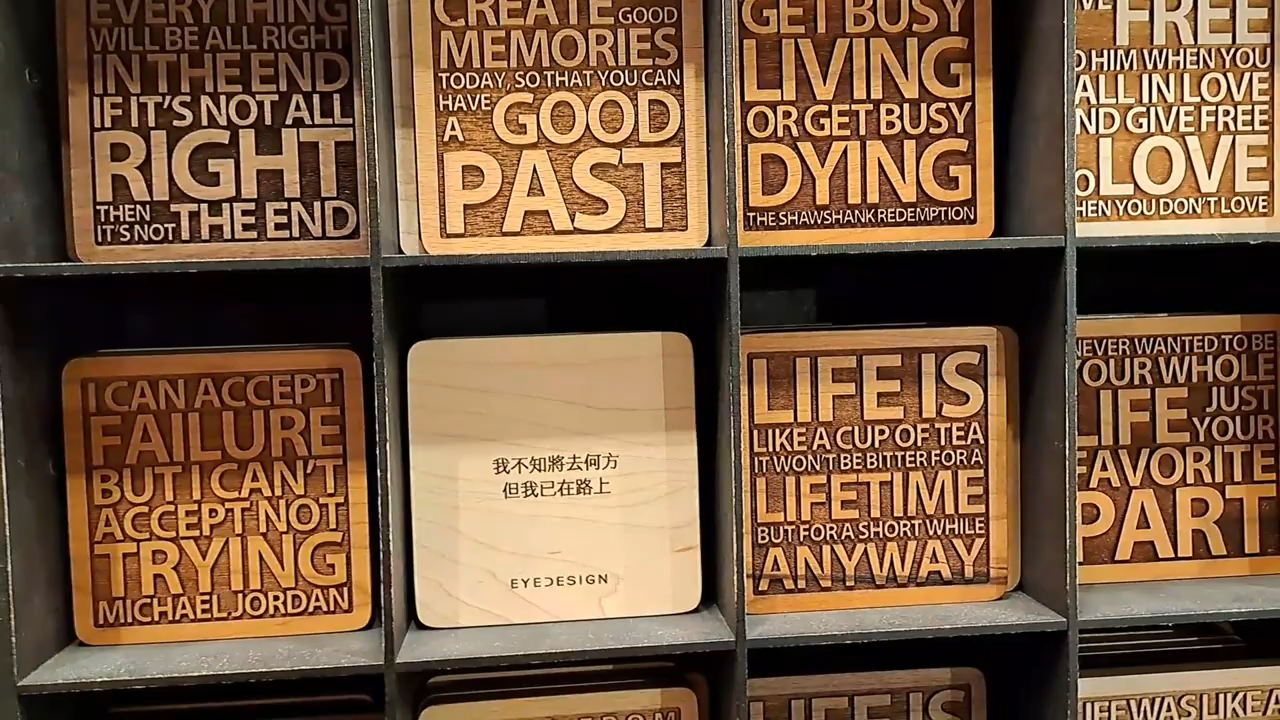 EVERYTHING
WILL BE ALL RIGHT
IN THE END
IF IT'S NOT ALL
RIGHT
THEN
IT'S NOT THE END
CREATE GOOD
MEMORIES
TODAY, SO THAT YOU CAN
HAVE
A GOOD
PAST
GET BUSY
LIVING
OR GET BUSY
DYING
THE SHAWSHANK REDEMPTION
FREE
HIM WHEN YOU
ALL IN LOVE
GIVE FREE
LOVE
YOU DON'T LOVE
I CAN ACCEPT
FAILURE
BUT I CAN'T
ACCEPT NOT
TRYING
MICHAEL JORDAN
我不知將去何方
但我已在路上
EYEDESIGN
LIFE IS
LIKE A CUP OF TEA
IT WON'T BE BITTER FOR A
LIFETIME
BUT FOR A SHORT WHILE
ANYWAY
NEVER WANTED TO BE
YOUR WHOLE
LIFE JUST
YOUR
FAVORITE
PART
LIFE IS
LIFE WAS LIKE A